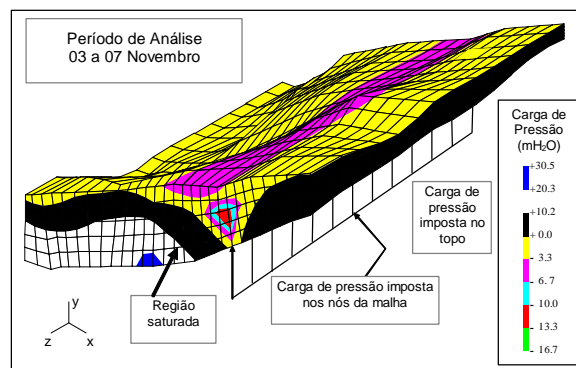 Período de Análise
03 a 07 Novembro
Carga de
Pressão
(mH₂O)
+30.5
+20.3
+10.2
+ 0.0
- 3.3
- 6.7
- 10.0
- 13.3
- 16.7
Carga de
pressão
imposta no
topo
Carga de pressão imposta
nos nós da malha
Região
saturada
y
z
x